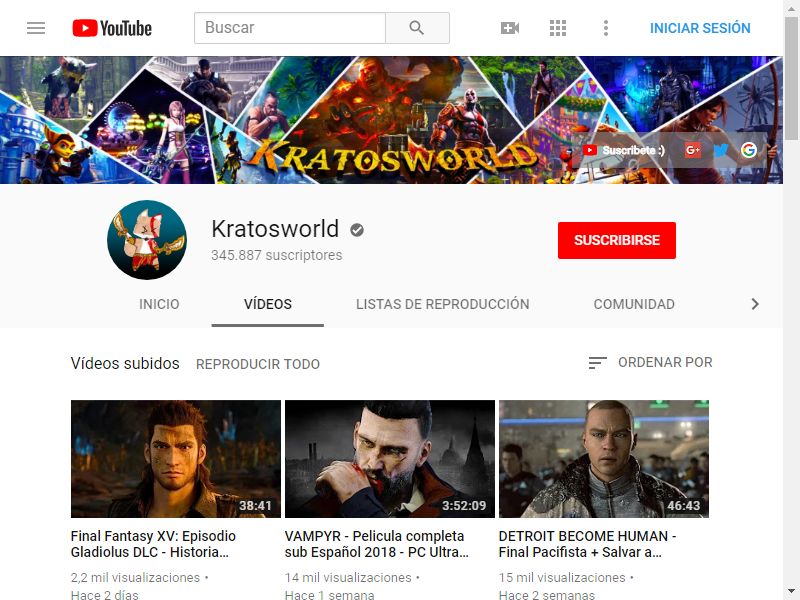 YouTube
Buscar
INICIAR SESIÓN
KRATOSWORLD
Suscribete :)
G+
G
Kratosworld
345.887 suscriptores
SUSCRIBIRSE
INICIO VÍDEOS LISTAS DE REPRODUCCIÓN COMUNIDAD
Vídeos subidos REPRODUCIR TODO ORDENAR POR
38:41 3:52:09 46:43
Final Fantasy XV: Episodio
Gladiolus DLC - Historia...
2,2 mil visualizaciones •
Hace 2 días
VAMPYR - Pelicula completa
sub Español 2018 - PC Ultra...
14 mil visualizaciones •
Hace 1 semana
DETROIT BECOME HUMAN -
Final Pacifista + Salvar a...
15 mil visualizaciones •
Hace 2 semanas